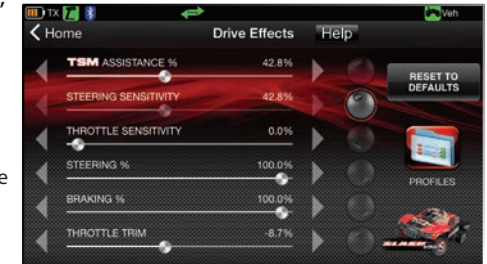 TX
Veh
Home
Drive Effects
Help
TSM ASSISTANCE % 42.8%
STEERING SENSITIVITY 42.8%
RESET TO
DEFAULTS
THROTTLE SENSITIVITY 0.0%
STEERING % 100.0%
PROFILES
BRAKING % 100.0%
THROTTLE TRIM -8.7%
SLASH
e